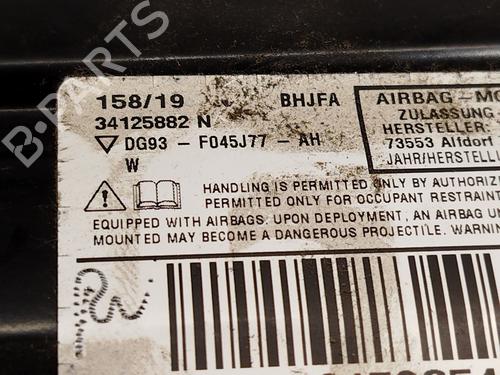 B-PARTS
158/19 BHJFA
34125882 N
DG93 - F045J77 - AH
W
AIRBAG-MO
ZULASSUNG
HERSTELLER:
73553 Alfdorf
JAHR/HERSTELL
HANDLING IS PERMITTED ONLY BY AUTHORIZ
PERMITTED ONLY FOR OCCUPANT RESTRAINT
EQUIPPED WITH AIRBAGS. UPON DEPLOYMENT, AN AIRBAG
MOUNTED MAY BECOME A DANGEROUS PROJECTILE. WARNIN